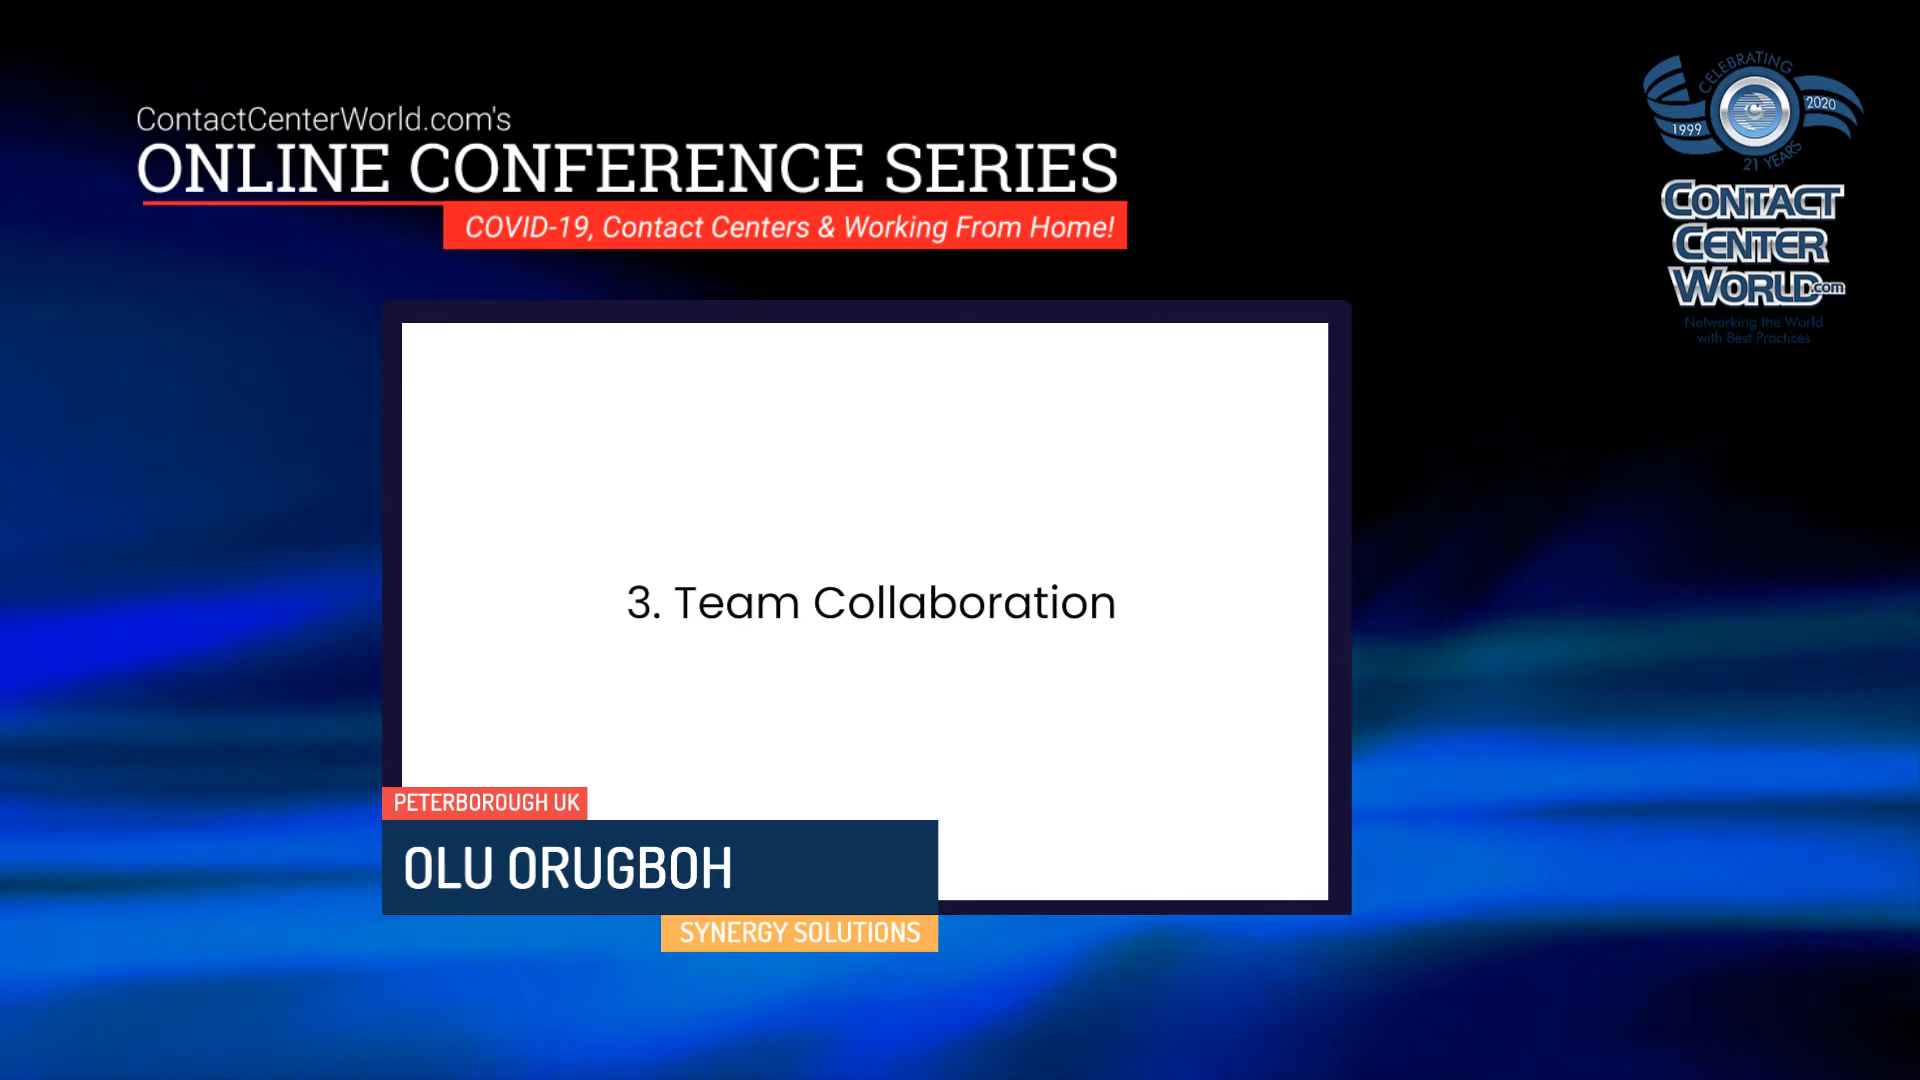 ContactCenterWorld.com's
ONLINE CONFERENCE SERIES
COVID-19, Contact Centers & Working From Home!
CELEBRATING
1999
2020
21 YEARS
CONTACT
CENTER
WORLD.com
Networking the World
with Best Practices
3. Team Collaboration
PETERBOROUGH UK
OLU ORUGBOH
SYNERGY SOLUTIONS